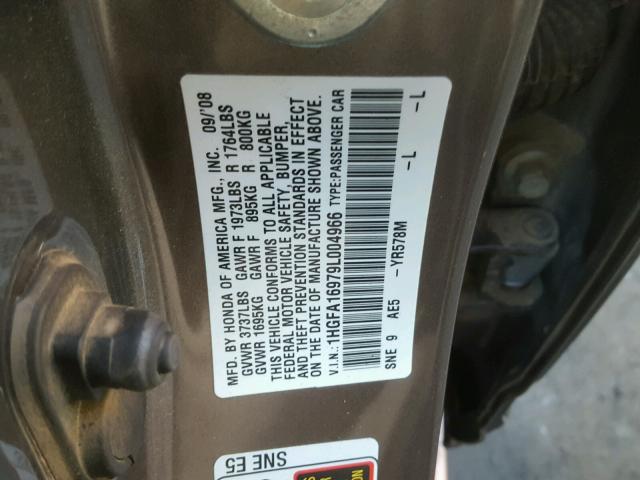 MFD. BY HONDA OF AMERICA MFG., INC. 09/'08
GVWR 3737LBS GAWR F 1973LBS R 1764LBS
GVWR 1695KG GAWR F 895KG R 800KG
THIS VEHICLE CONFORMS TO ALL APPLICABLE
FEDERAL MOTOR VEHICLE SAFETY, BUMPER,
AND THEFT PREVENTION STANDARDS IN EFFECT
ON THE DATE OF MANUFACTURE SHOWN ABOVE.
V.I.N.:1HGFA16979L004966 TYPE:PASSENGER CAR
SNE 9 AE5 -YR578M -L -L
SNE E5